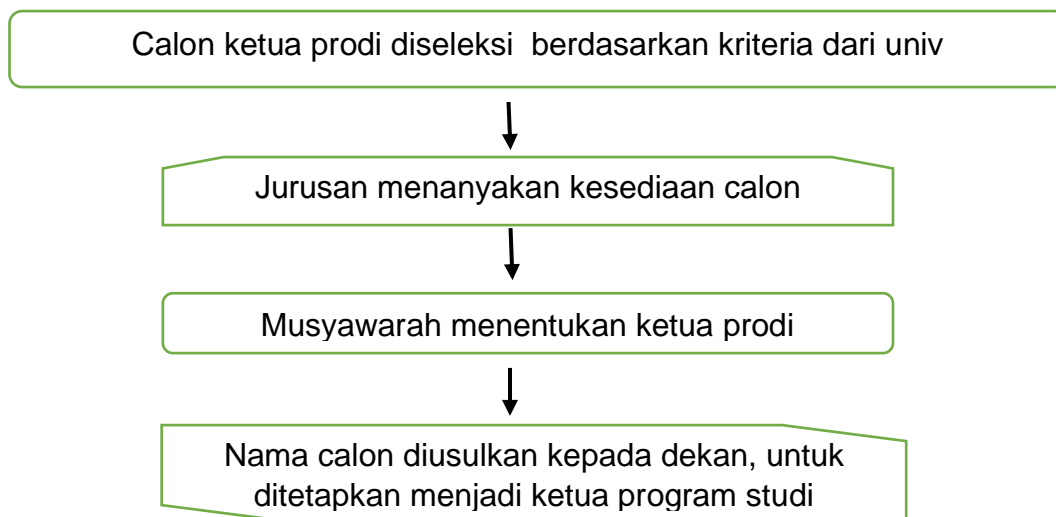 Calon ketua prodi diseleksi  berdasarkan kriteria dari univ
Jurusan menanyakan kesediaan calon
Musyawarah menentukan ketua prodi
Nama calon diusulkan kepada dekan, untuk
ditetapkan menjadi ketua program studi